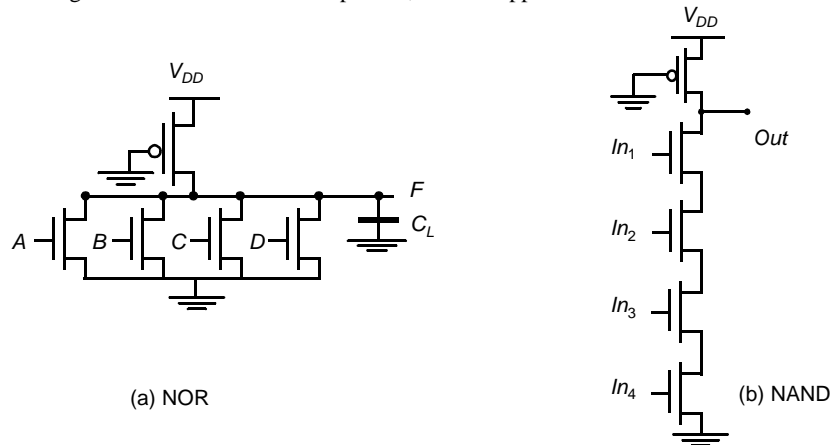 V_DD
F
C_L
A
B
C
D
(a) NOR
V_DD
Out
In_1
In_2
In_3
In_4
(b) NAND